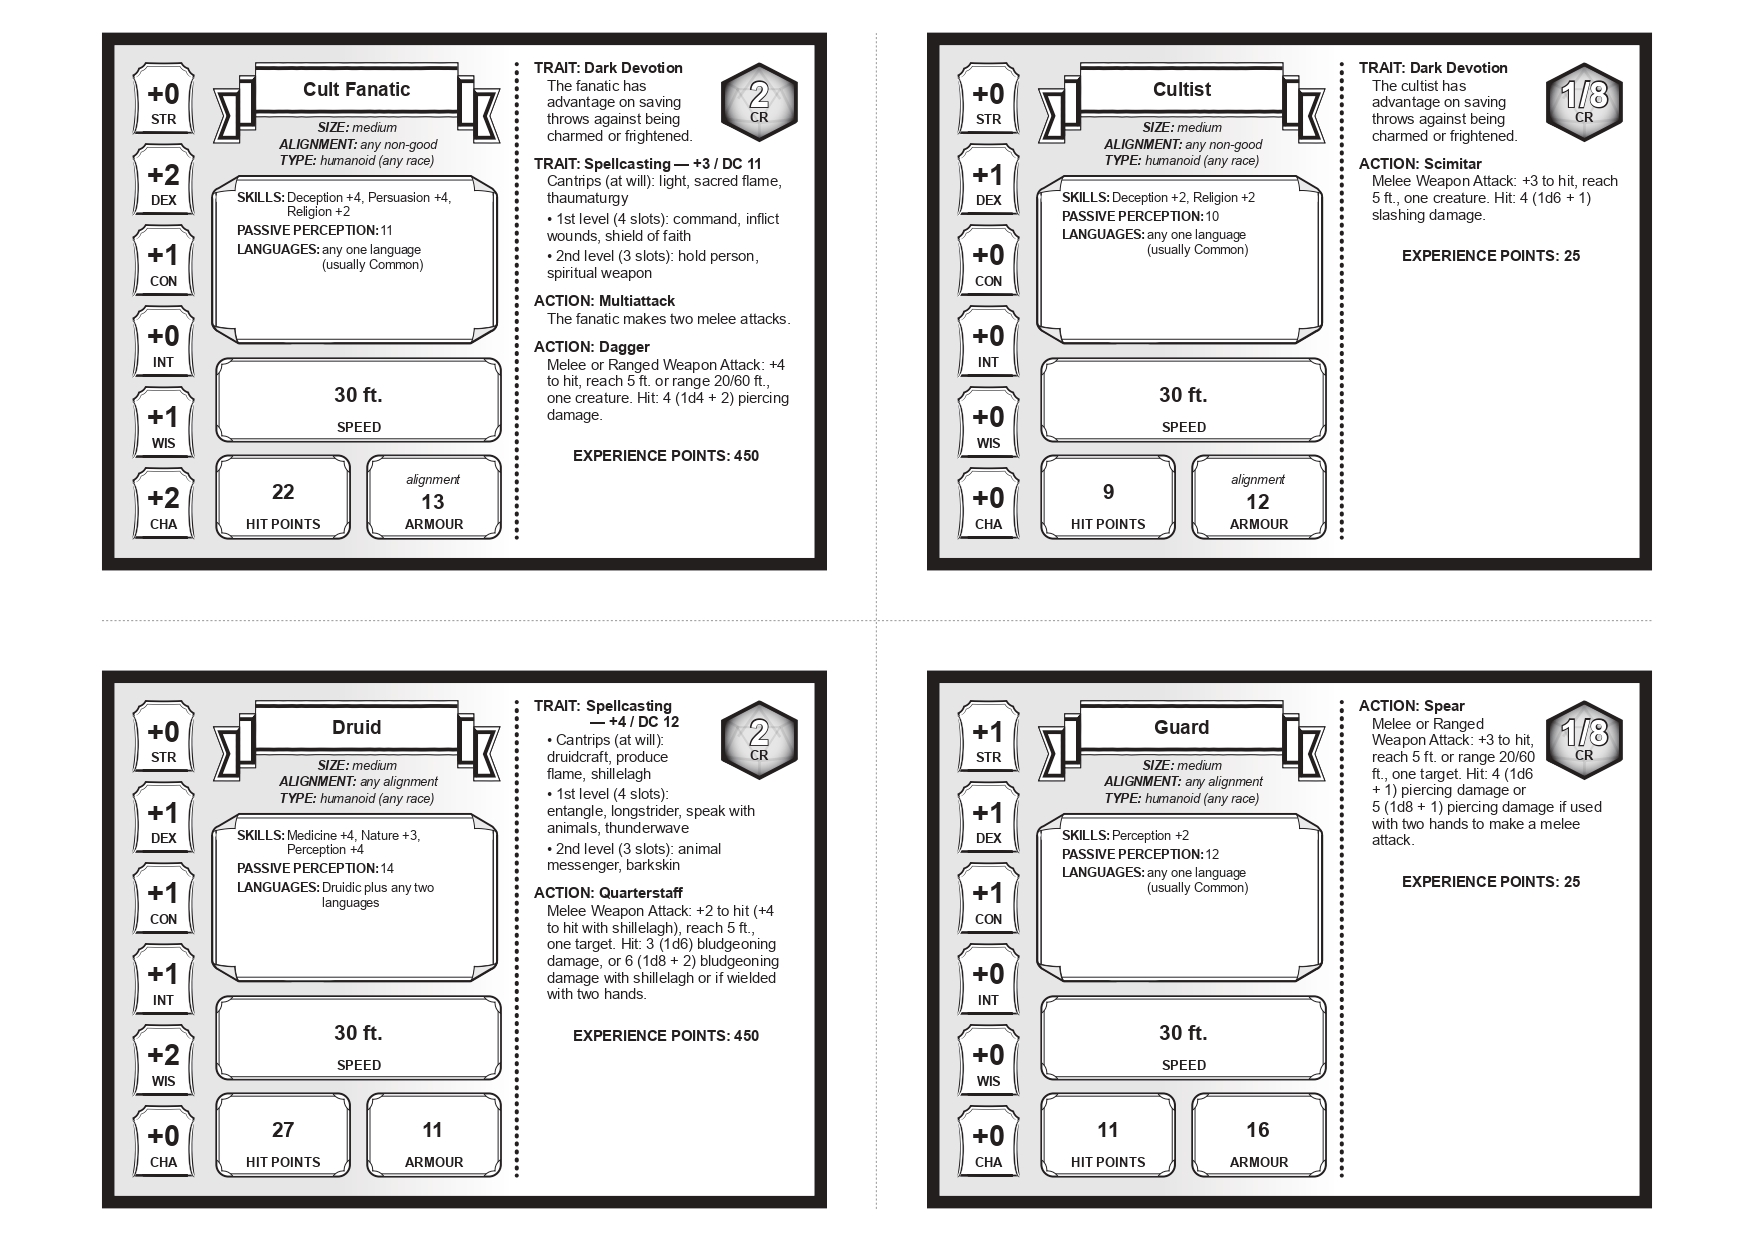 Cult Fanatic
SIZE: medium
ALIGNMENT: any non-good
TYPE: humanoid (any race)
+0
STR
+2
DEX
+1
CON
+0
INT
+1
WIS
+2
CHA
SKILLS: Deception +4, Persuasion +4,
Religion +2
PASSIVE PERCEPTION: 11
LANGUAGES: any one language
(usually Common)
30 ft.
SPEED
22
HIT POINTS
alignment
13
ARMOUR
TRAIT: Dark Devotion
The fanatic has
advantage on saving
throws against being
charmed or frightened.
2
CR
TRAIT: Spellcasting — +3 / DC 11
Cantrips (at will): light, sacred flame,
thaumaturgy
• 1st level (4 slots): command, inflict
wounds, shield of faith
• 2nd level (3 slots): hold person,
spiritual weapon
ACTION: Multiattack
The fanatic makes two melee attacks.
ACTION: Dagger
Melee or Ranged Weapon Attack: +4
to hit, reach 5 ft. or range 20/60 ft.,
one creature. Hit: 4 (1d4 + 2) piercing
damage.
EXPERIENCE POINTS: 450
Cultist
SIZE: medium
ALIGNMENT: any non-good
TYPE: humanoid (any race)
+0
STR
+1
DEX
+0
CON
+0
INT
+0
WIS
+0
CHA
SKILLS: Deception +2, Religion +2
PASSIVE PERCEPTION: 10
LANGUAGES: any one language
(usually Common)
30 ft.
SPEED
9
HIT POINTS
alignment
12
ARMOUR
TRAIT: Dark Devotion
The cultist has
advantage on saving
throws against being
charmed or frightened.
1/8
CR
ACTION: Scimitar
Melee Weapon Attack: +3 to hit, reach
5 ft., one creature. Hit: 4 (1d6 + 1)
slashing damage.
EXPERIENCE POINTS: 25
Druid
SIZE: medium
ALIGNMENT: any alignment
TYPE: humanoid (any race)
+0
STR
+1
DEX
+1
CON
+1
INT
+2
WIS
+0
CHA
SKILLS: Medicine +4, Nature +3,
Perception +4
PASSIVE PERCEPTION: 14
LANGUAGES: Druidic plus any two
languages
30 ft.
SPEED
27
HIT POINTS
11
ARMOUR
TRAIT: Spellcasting
— +4 / DC 12
• Cantrips (at will):
druidcraft, produce
flame, shillelagh
2
CR
• 1st level (4 slots):
entangle, longstrider, speak with
animals, thunderwave
• 2nd level (3 slots): animal
messenger, barkskin
ACTION: Quarterstaff
Melee Weapon Attack: +2 to hit (+4
to hit with shillelagh), reach 5 ft.,
one target. Hit: 3 (1d6) bludgeoning
damage, or 6 (1d8 + 2) bludgeoning
damage with shillelagh or if wielded
with two hands.
EXPERIENCE POINTS: 450
Guard
SIZE: medium
ALIGNMENT: any alignment
TYPE: humanoid (any race)
+1
STR
+1
DEX
+1
CON
+0
INT
+0
WIS
+0
CHA
SKILLS: Perception +2
PASSIVE PERCEPTION: 12
LANGUAGES: any one language
(usually Common)
30 ft.
SPEED
11
HIT POINTS
16
ARMOUR
ACTION: Spear
Melee or Ranged
Weapon Attack: +3 to hit,
reach 5 ft. or range 20/60
ft., one target. Hit: 4 (1d6
+ 1) piercing damage or
5 (1d8 + 1) piercing damage if used
with two hands to make a melee
attack.
1/8
CR
EXPERIENCE POINTS: 25